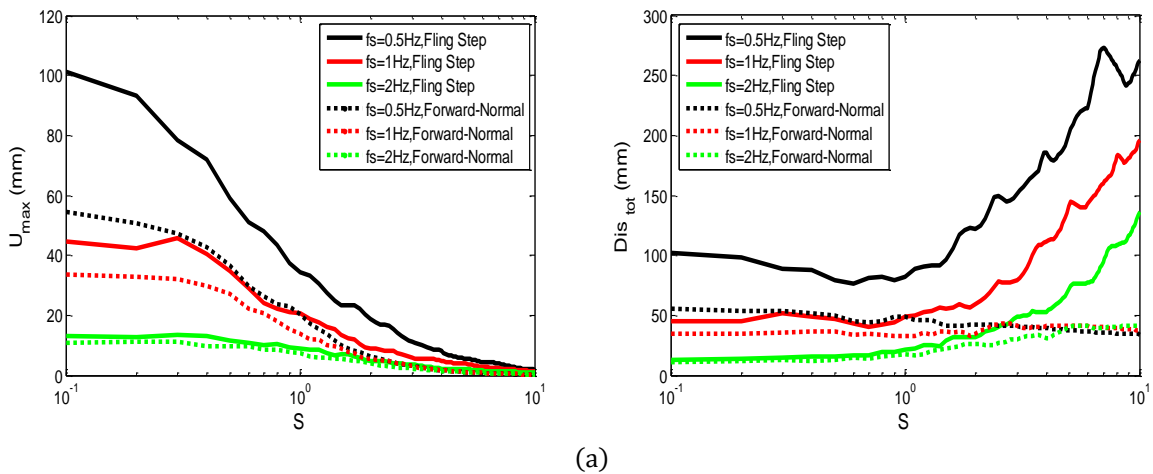 120
100
80
60
40
20
0
U_max (mm)
10^-1
10^0
10^1
S
fs=0.5Hz,Fling Step
fs=1Hz,Fling Step
fs=2Hz,Fling Step
fs=0.5Hz,Forward-Normal
fs=1Hz,Forward-Normal
fs=2Hz,Forward-Normal
300
250
200
150
100
50
0
Dis_tot (mm)
10^-1
10^0
10^1
S
fs=0.5Hz,Fling Step
fs=1Hz,Fling Step
fs=2Hz,Fling Step
fs=0.5Hz,Forward-Normal
fs=1Hz,Forward-Normal
fs=2Hz,Forward-Normal
(a)